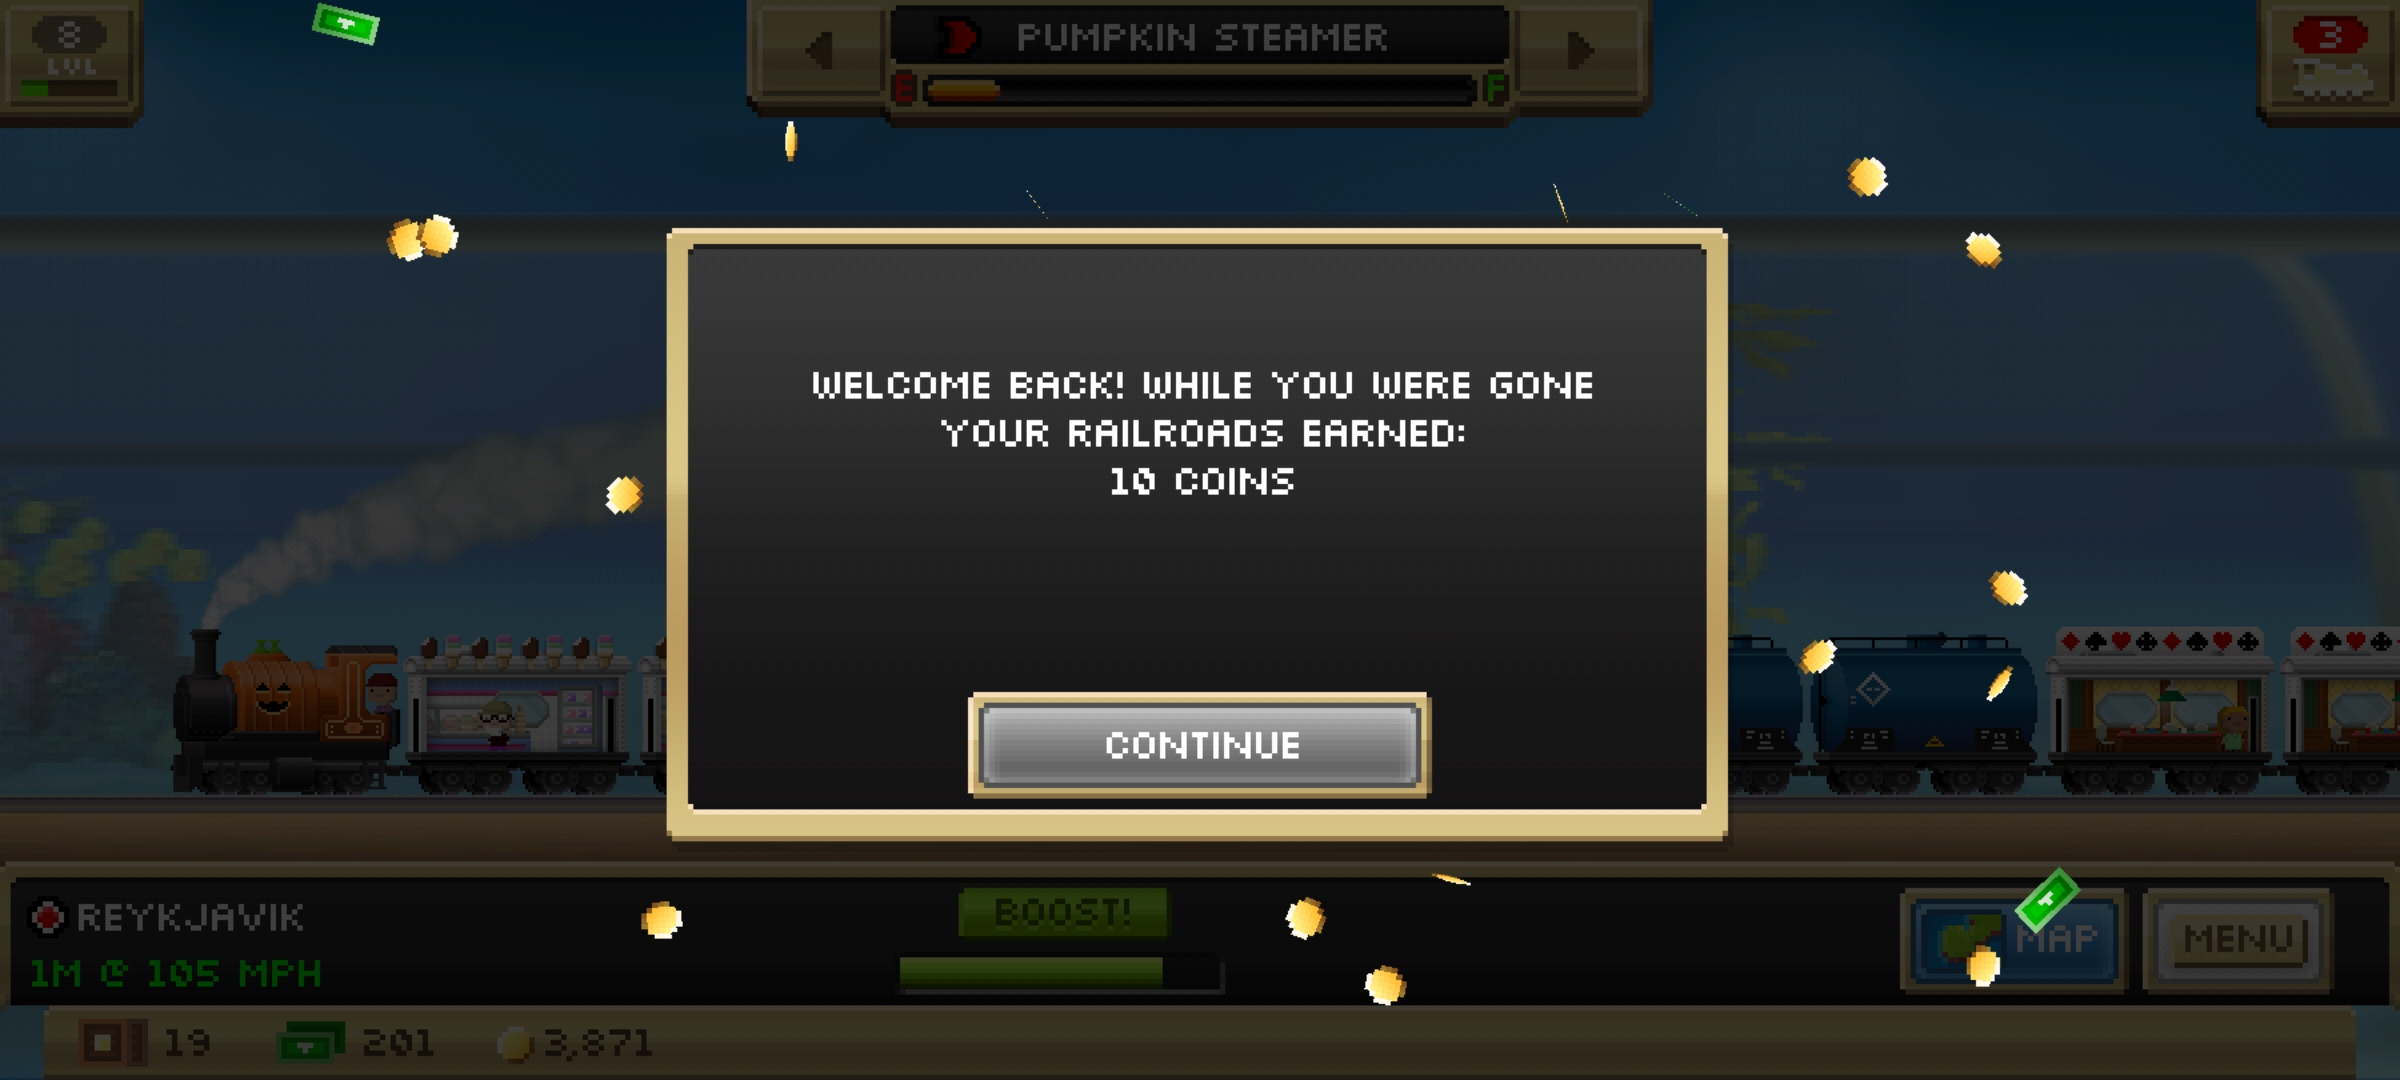 8
LVL
PUMPKIN STEAMER
E F
3
WELCOME BACK! WHILE YOU WERE GONE
YOUR RAILROADS EARNED:
10 COINS
CONTINUE
REYKJAVIK
1M @ 105 MPH
BOOST!
MAP
MENU
19 201 3,871